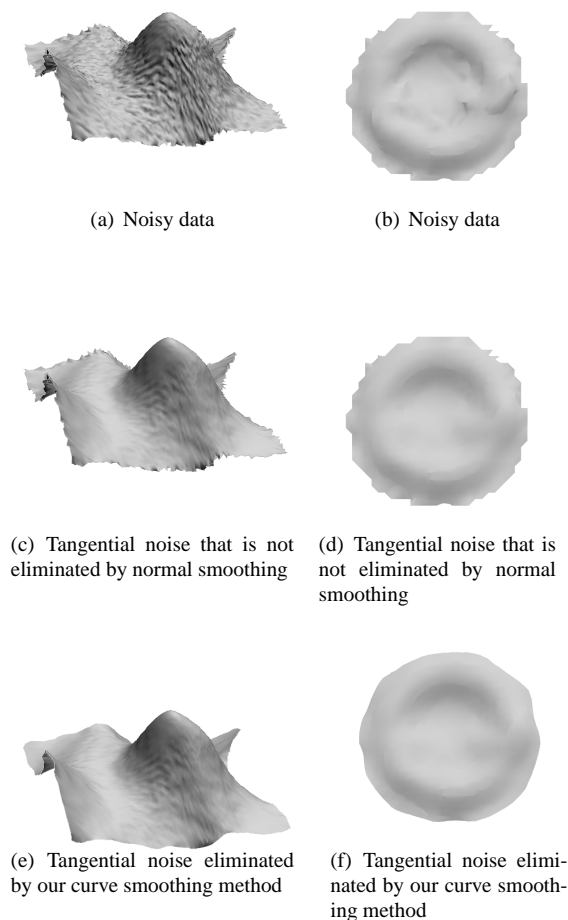 (a) Noisy data
(b) Noisy data
(c) Tangential noise that is not
eliminated by normal smoothing
(d) Tangential noise that is
not eliminated by normal
smoothing
(e) Tangential noise eliminated
by our curve smoothing method
(f) Tangential noise elimi-
nated by our curve smooth-
ing method